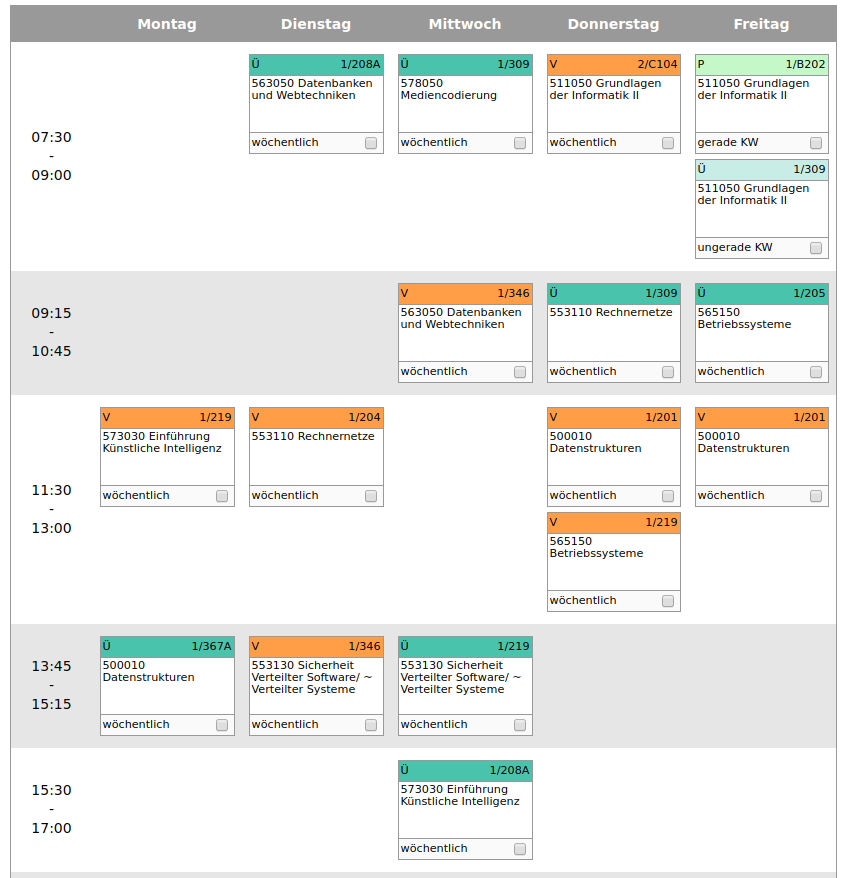 Montag Dienstag Mittwoch Donnerstag Freitag
07:30
-
09:00
Ü 1/208A
563050 Datenbanken
und Webtechniken
wöchentlich
Ü 1/309
578050
Mediencodierung
wöchentlich
V 2/C104
511050 Grundlagen
der Informatik II
wöchentlich
P 1/B202
511050 Grundlagen
der Informatik II
gerade KW
Ü 1/309
511050 Grundlagen
der Informatik II
ungerade KW
09:15
-
10:45
V 1/346
563050 Datenbanken
und Webtechniken
wöchentlich
Ü 1/309
553110 Rechnernetze
wöchentlich
Ü 1/205
565150
Betriebssysteme
wöchentlich
11:30
-
13:00
V 1/219
573030 Einführung
Künstliche Intelligenz
wöchentlich
V 1/204
553110 Rechnernetze
wöchentlich
V 1/201
500010
Datenstrukturen
wöchentlich
V 1/219
565150
Betriebssysteme
wöchentlich
V 1/201
500010
Datenstrukturen
wöchentlich
13:45
-
15:15
Ü 1/367A
500010
Datenstrukturen
wöchentlich
V 1/346
553130 Sicherheit
Verteilter Software/ ~
Verteilter Systeme
wöchentlich
Ü 1/219
553130 Sicherheit
Verteilter Software/ ~
Verteilter Systeme
wöchentlich
15:30
-
17:00
Ü 1/208A
573030 Einführung
Künstliche Intelligenz
wöchentlich